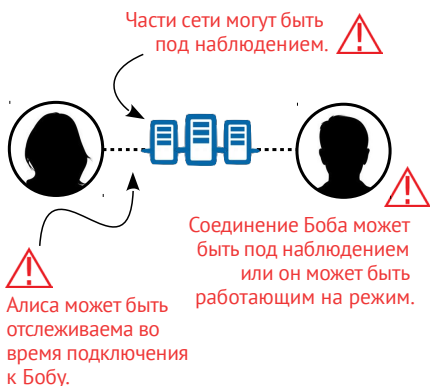 Части сети могут быть
под наблюдением.
Соединение Боба может
быть под наблюдением
или он может быть
работающим на режим.
Алиса может быть
отслеживаема во
время подключения
к Бобу.